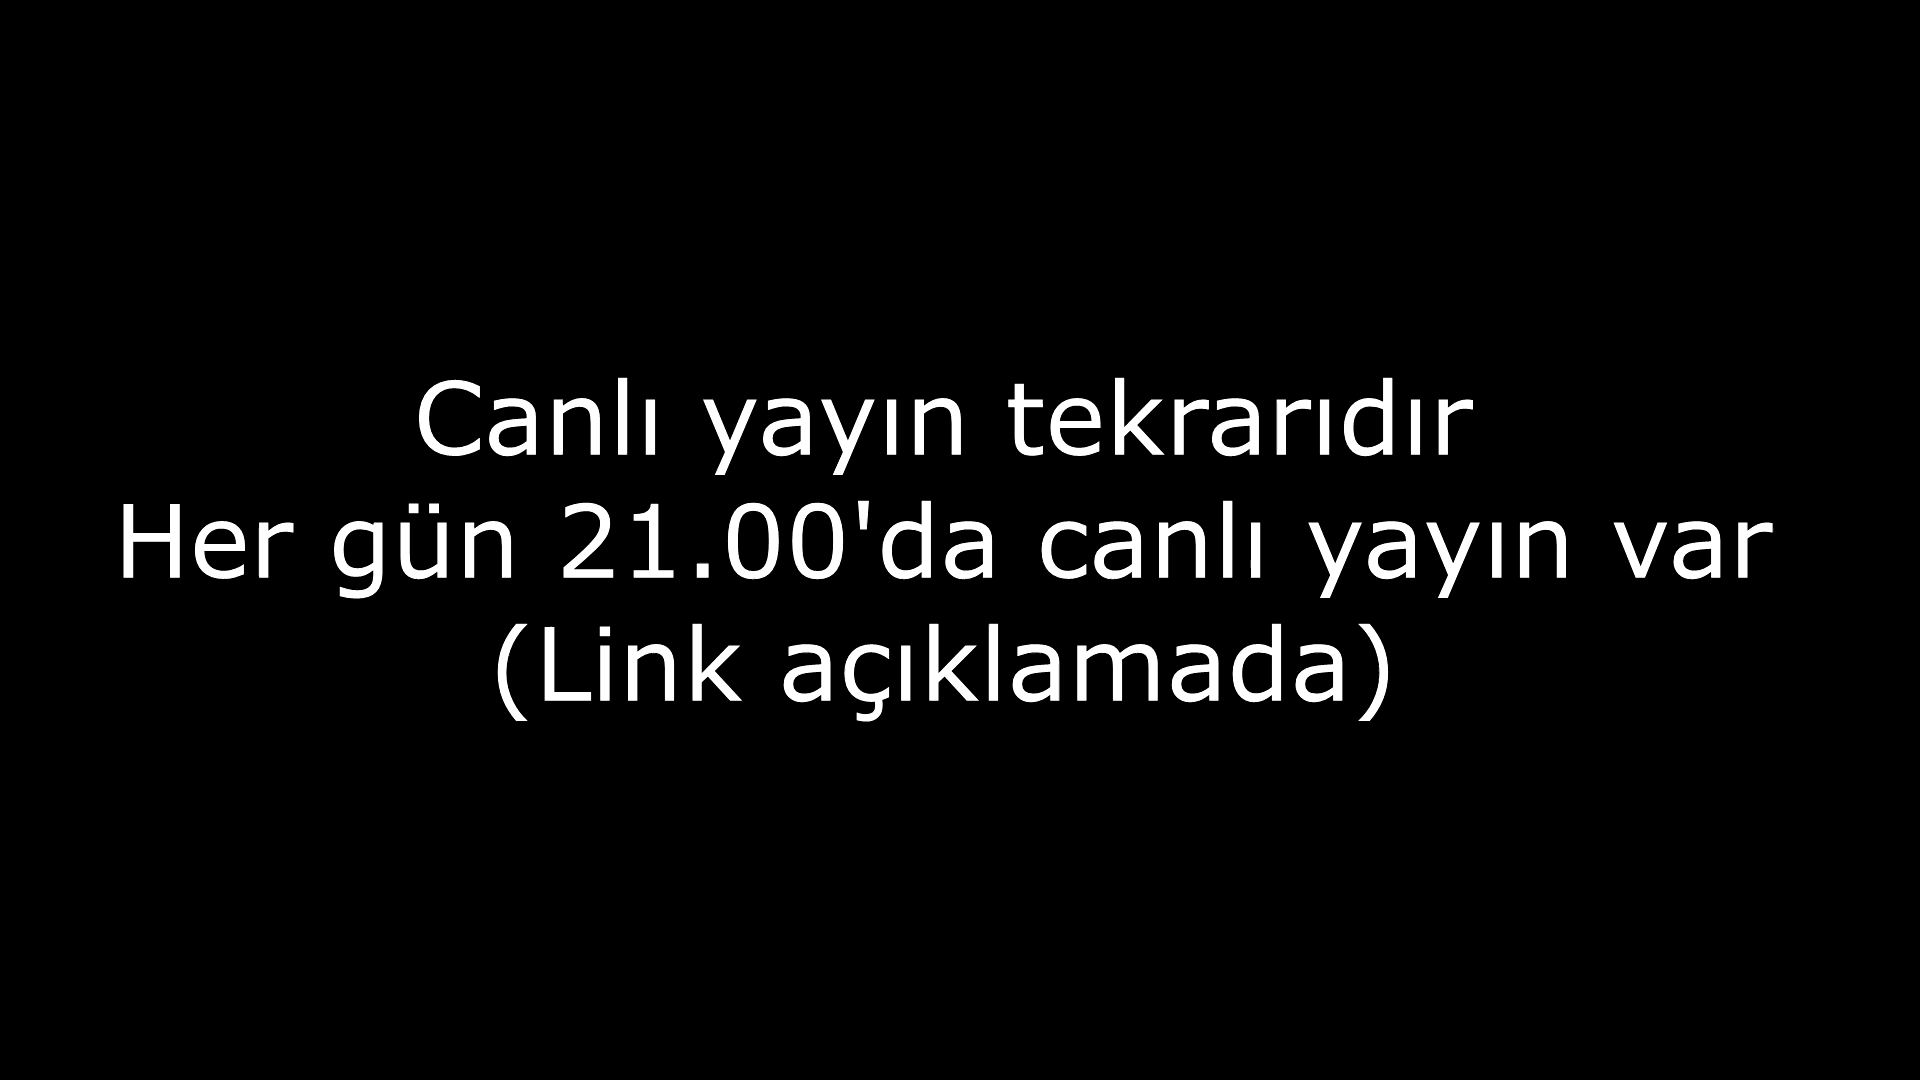 Canlı yayın tekrarıdır
Her gün 21.00'da canlı yayın var
(Link açıklamada)